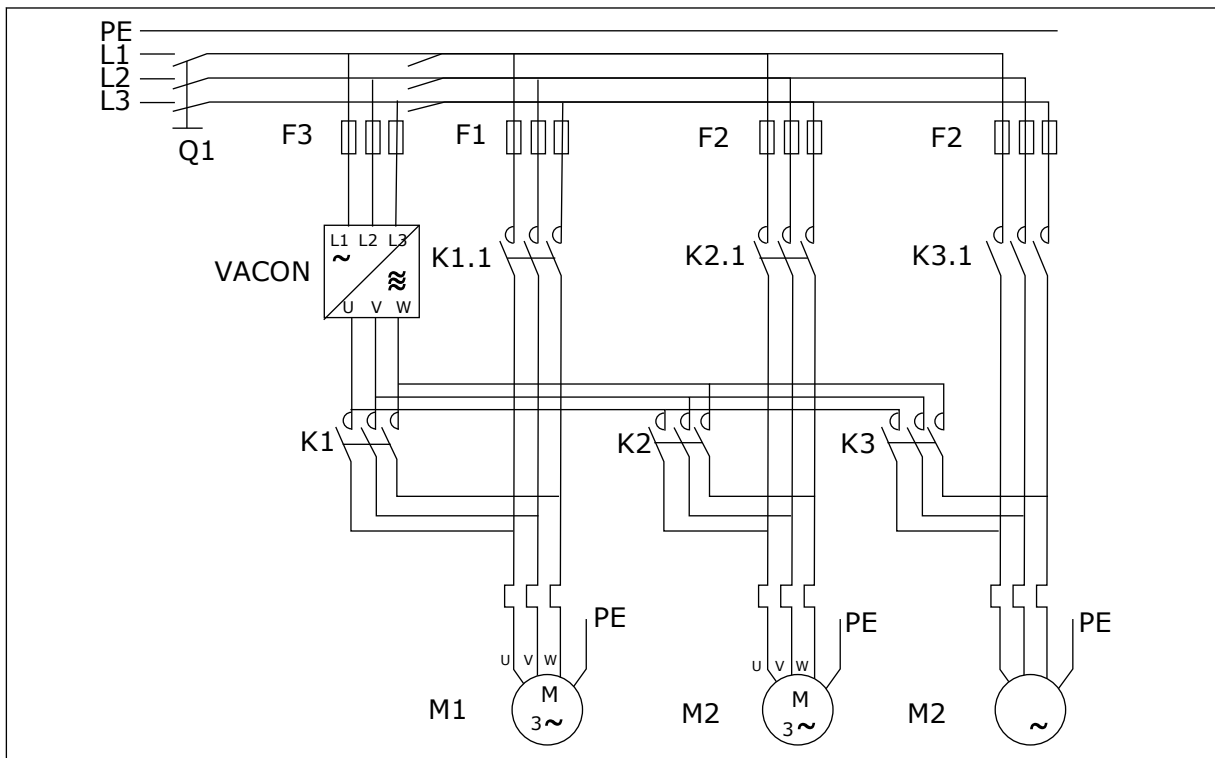 PE
L1
L2
L3
Q1
F3
F1
F2
F2
L1 L2 L3
~
≋
U V W
VACON
K1.1
K2.1
K3.1
K1
K2
K3
PE
PE
PE
U V W
U V W
M1
M
3~
M2
M
3~
M2
~